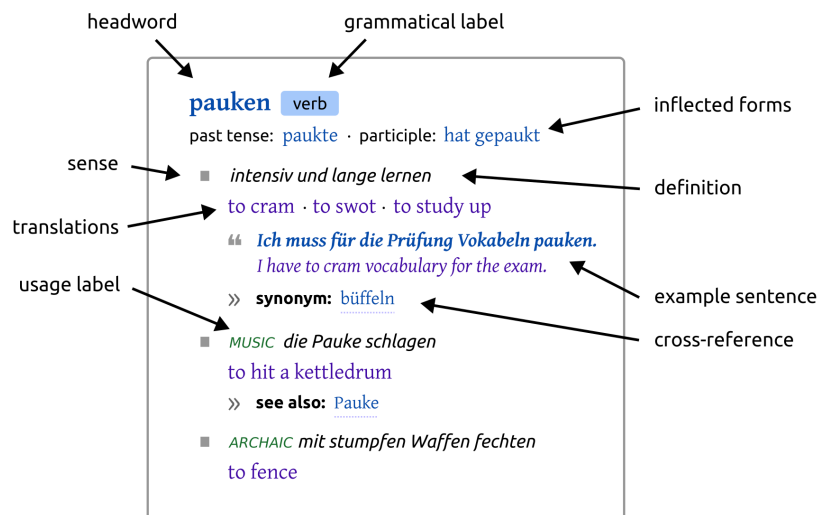 headword
grammatical label
pauken verb
inflected forms
past tense: paukte · participle: hat gepaukt
sense
intensiv und lange lernen
definition
to cram · to swot · to study up
translations
❝ Ich muss für die Prüfung Vokabeln pauken.
I have to cram vocabulary for the exam.
usage label
example sentence
» synonym: büffeln
cross-reference
MUSIC die Pauke schlagen
to hit a kettledrum
» see also: Pauke
ARCHAIC mit stumpfen Waffen fechten
to fence